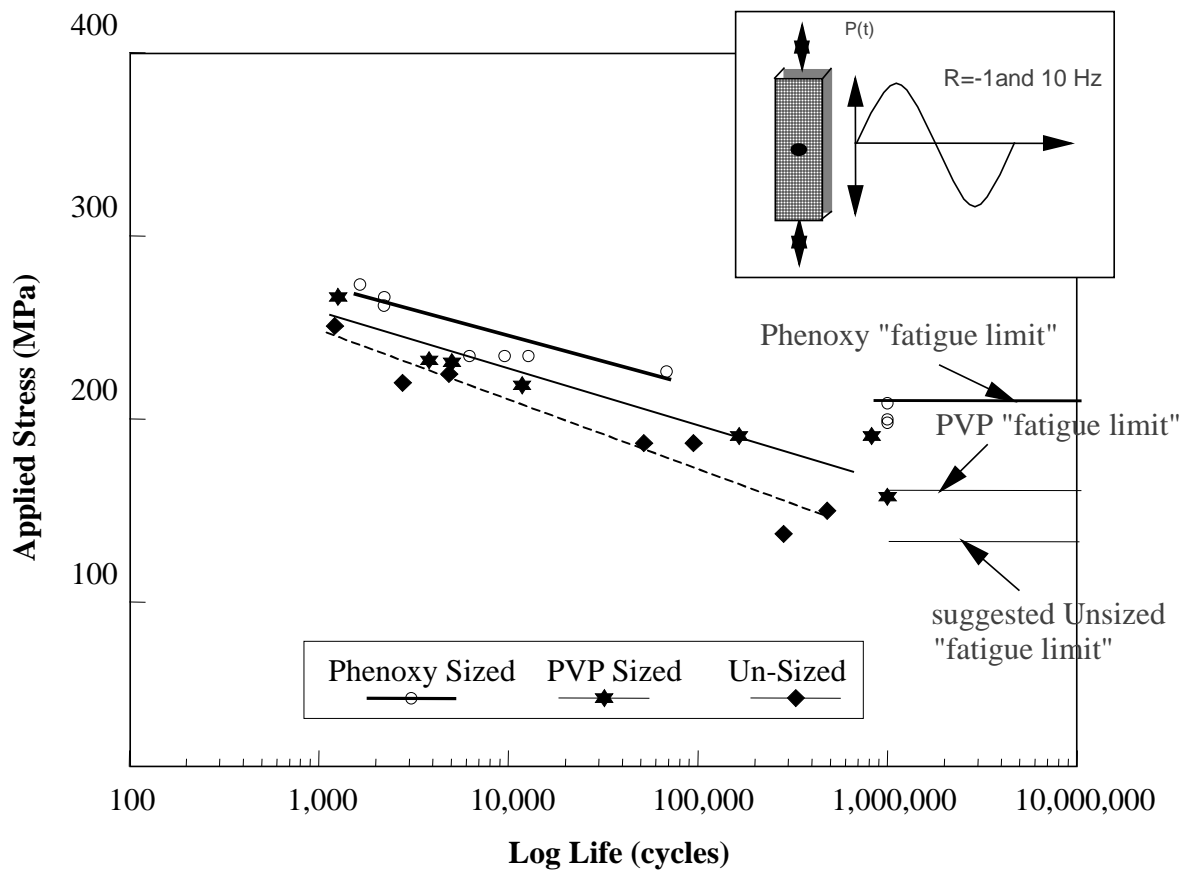 400
300
200
100
Applied Stress (MPa)
P(t)
R=-1and 10 Hz
Phenoxy "fatigue limit"
PVP "fatigue limit"
suggested Unsized
"fatigue limit"
Phenoxy Sized PVP Sized Un-Sized
100 1,000 10,000 100,000 1,000,000 10,000,000
Log Life (cycles)